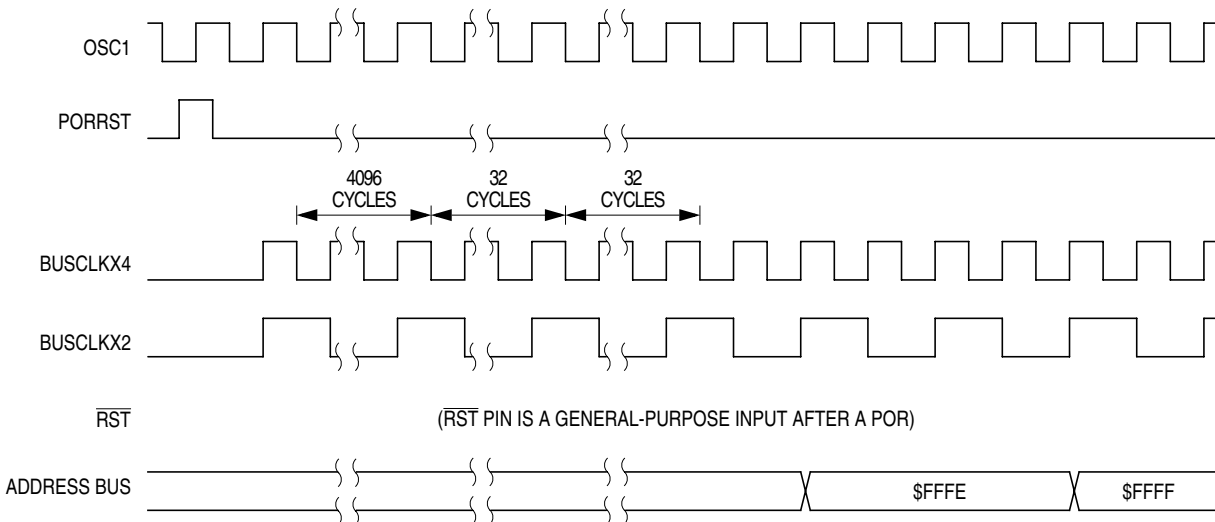 OSC1
PORRST
4096 CYCLES
32 CYCLES
32 CYCLES
BUSCLKX4
BUSCLKX2
RST
(RST PIN IS A GENERAL-PURPOSE INPUT AFTER A POR)
ADDRESS BUS
$FFFE
$FFFF